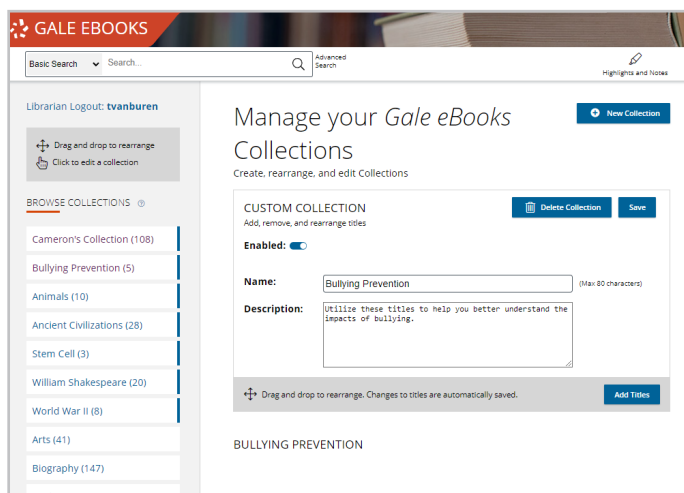 GALE EBOOKS
Basic Search
Search...
Advanced
Search
Highlights and Notes
Librarian Logout: tvanburen
Drag and drop to rearrange
Click to edit a collection
BROWSE COLLECTIONS
Cameron's Collection (108)
Bullying Prevention (5)
Animals (10)
Ancient Civilizations (28)
Stem Cell (3)
William Shakespeare (20)
World War II (8)
Arts (41)
Biography (147)
Manage your Gale eBooks
Collections
New Collection
Create, rearrange, and edit Collections
CUSTOM COLLECTION
Add, remove, and rearrange titles
Delete Collection
Save
Enabled:
Name:
Bullying Prevention
(Max 80 characters)
Description:
Utilize these titles to help you better understand the
impacts of bullying.
Drag and drop to rearrange. Changes to titles are automatically saved.
Add Titles
BULLYING PREVENTION